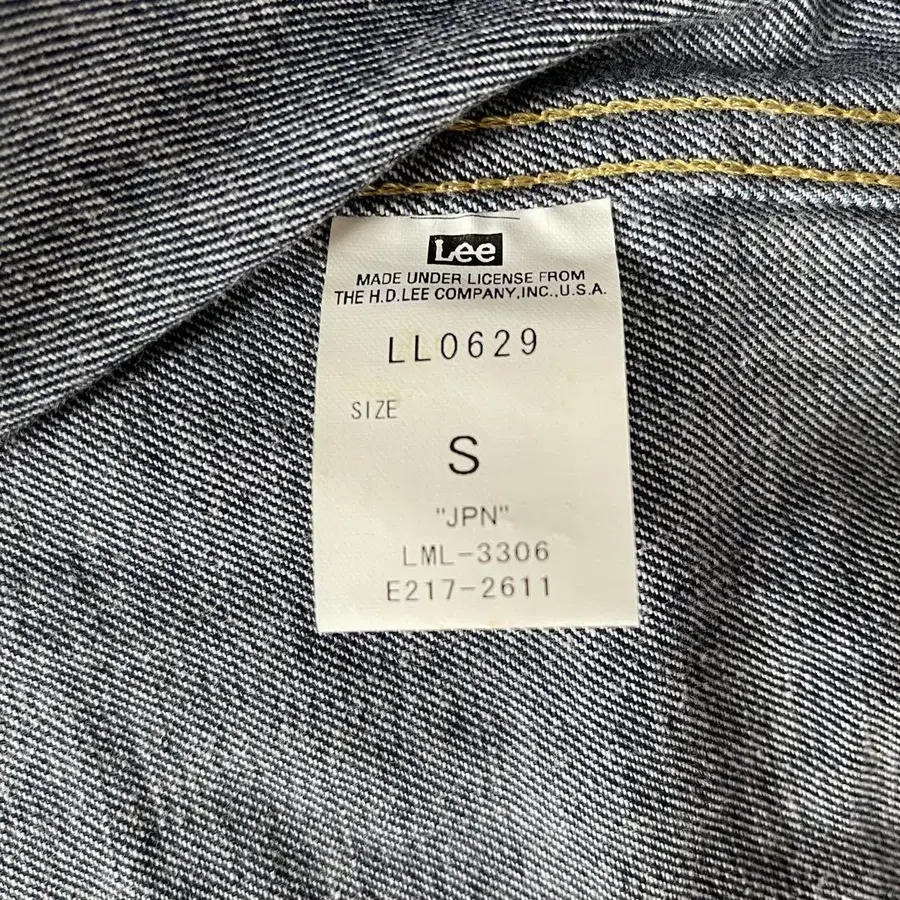 Lee
MADE UNDER LICENSE FROM
THE H.D.LEE COMPANY,INC.,U.S.A.
LL0629
SIZE
S
"JPN"
LML-3306
E217-2611